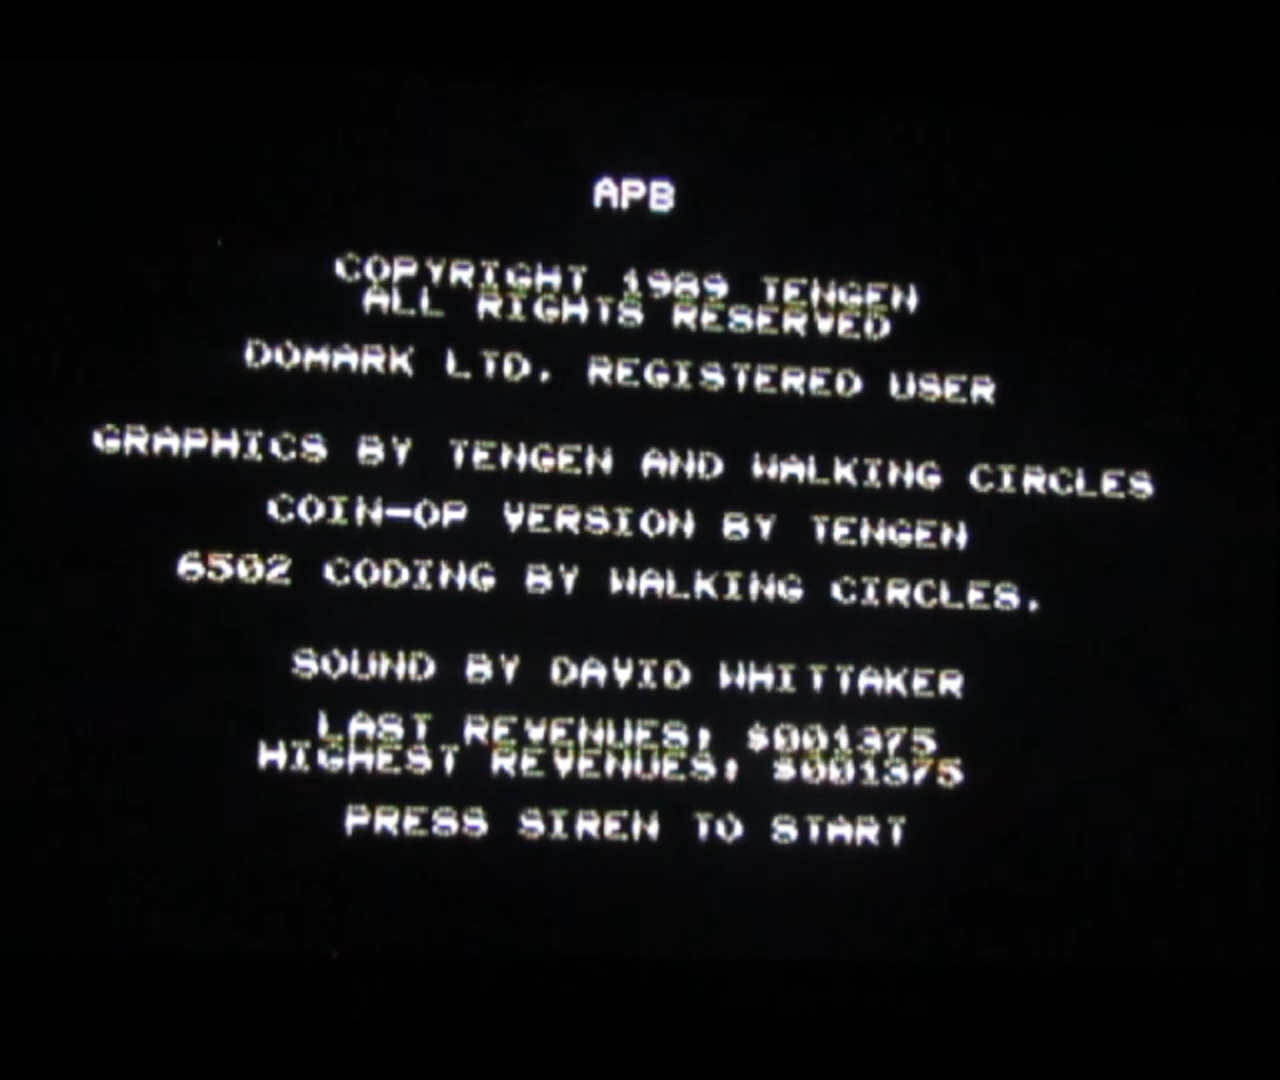 APB
COPYRIGHT 1989 TENGEN
ALL RIGHTS RESERVED
DOMARK LTD. REGISTERED USER
GRAPHICS BY TENGEN AND WALKING CIRCLES
COIN-OP VERSION BY TENGEN
6502 CODING BY WALKING CIRCLES.
SOUND BY DAVID WHITTAKER
LAST REVENUES: $001375
HIGHEST REVENUES: $001375
PRESS SIREN TO START